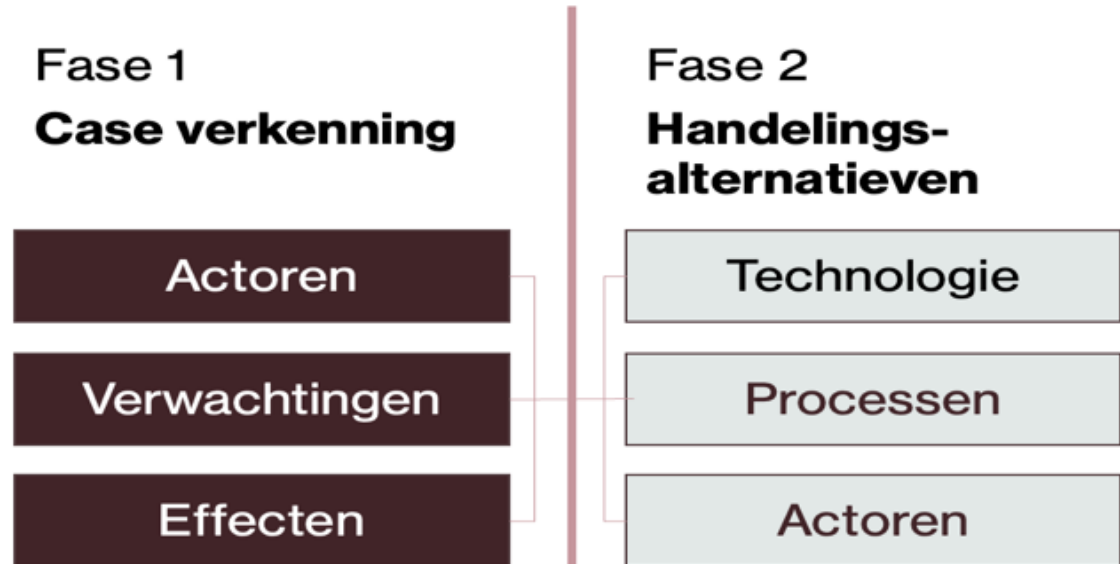 Fase 1
Case verkenning
Actoren
Verwachtingen
Effecten
Fase 2
Handelings-
alternatieven
Technologie
Processen
Actoren